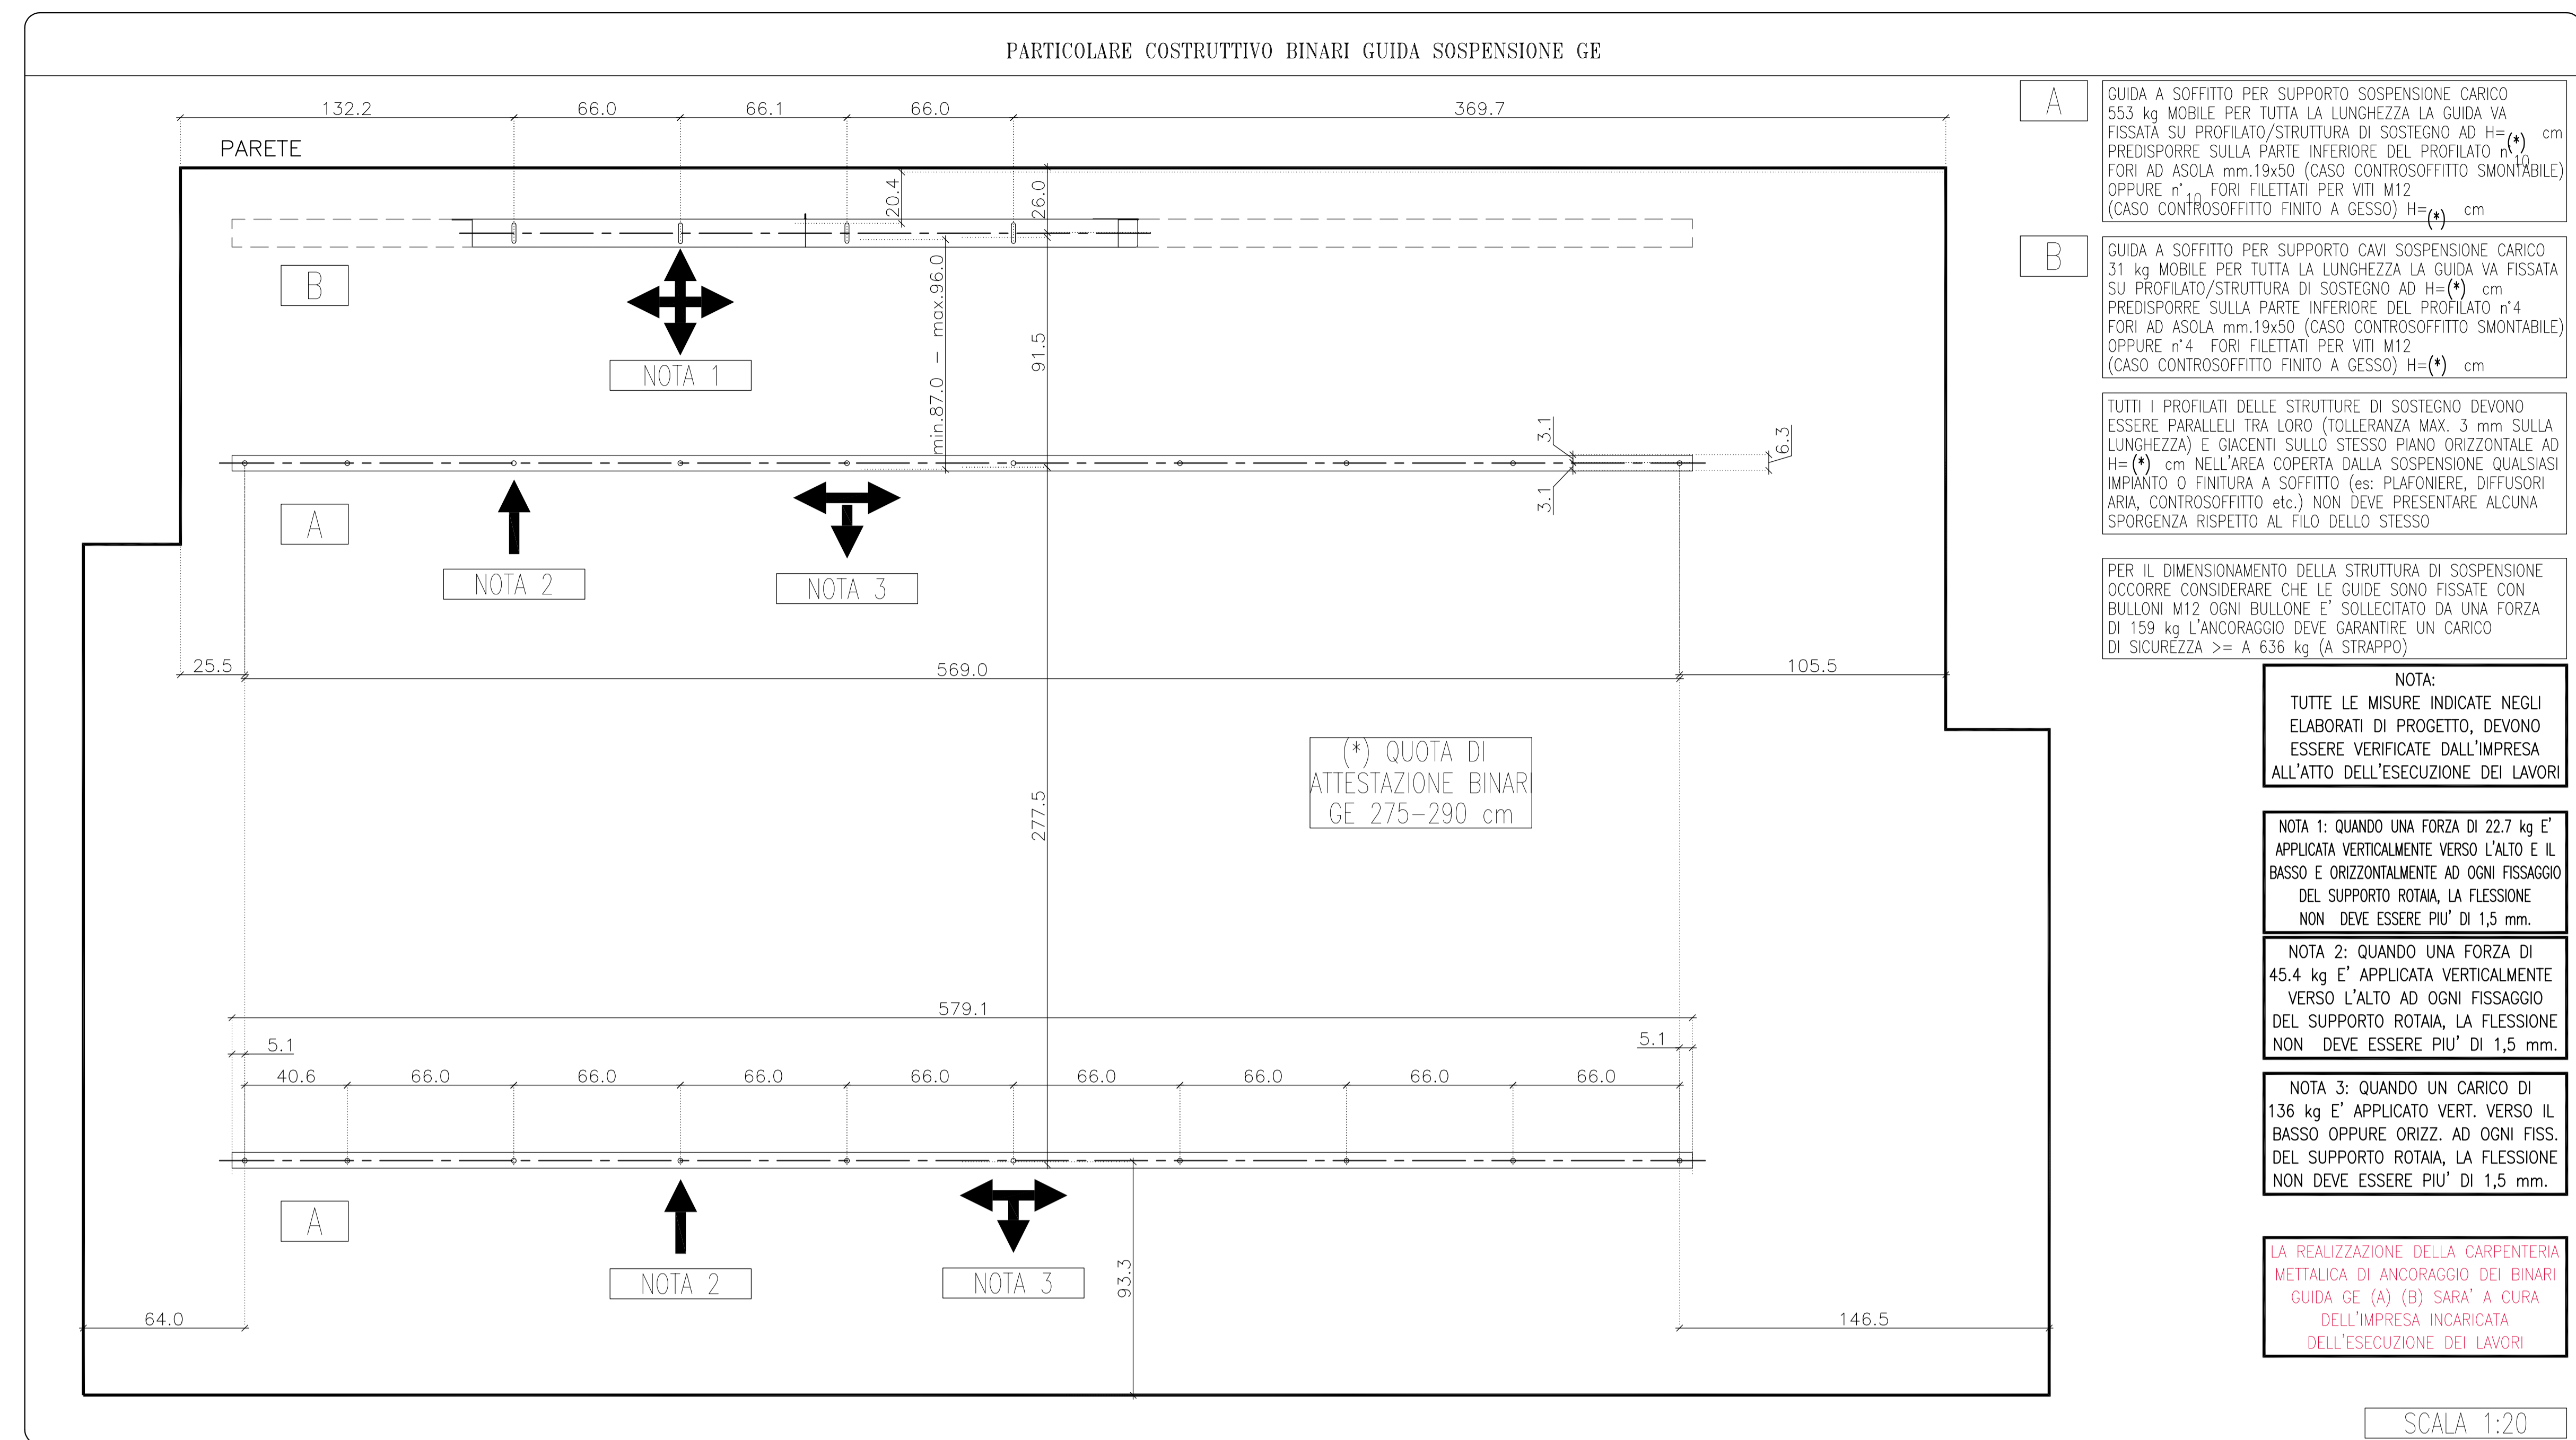 PARTICOLARE COSTRUTTIVO BINARI GUIDA SOSPENSIONE GE
132.2
66.0
66.1
66.0
369.7
PARETE
20.4
26.0
B
NOTA 1
min.87.0 - max.96.0
91.5
3.1
3.1
6.3
A
NOTA 2
NOTA 3
25.5
569.0
105.5
(*) QUOTA DI
ATTESTAZIONE BINARI
GE 275-290 cm
277.5
579.1
5.1
5.1
40.6
66.0
66.0
66.0
66.0
66.0
66.0
66.0
66.0
A
NOTA 2
NOTA 3
93.3
64.0
146.5
A
GUIDA A SOFFITTO PER SUPPORTO SOSPENSIONE CARICO
553 kg MOBILE PER TUTTA LA LUNGHEZZA LA GUIDA VA
FISSATA SU PROFILATO/STRUTTURA DI SOSTEGNO AD H=(*) cm
PREDISPORRE SULLA PARTE INFERIORE DEL PROFILATO n°10
FORI AD ASOLA mm.19x50 (CASO CONTROSOFFITTO SMONTABILE)
OPPURE n°10 FORI FILETTATI PER VITI M12
(CASO CONTROSOFFITTO FINITO A GESSO) H=(*) cm
B
GUIDA A SOFFITTO PER SUPPORTO CAVI SOSPENSIONE CARICO
31 kg MOBILE PER TUTTA LA LUNGHEZZA LA GUIDA VA FISSATA
SU PROFILATO/STRUTTURA DI SOSTEGNO AD H=(*) cm
PREDISPORRE SULLA PARTE INFERIORE DEL PROFILATO n°4
FORI AD ASOLA mm.19x50 (CASO CONTROSOFFITTO SMONTABILE)
OPPURE n°4 FORI FILETTATI PER VITI M12
(CASO CONTROSOFFITTO FINITO A GESSO) H=(*) cm
TUTTI I PROFILATI DELLE STRUTTURE DI SOSTEGNO DEVONO
ESSERE PARALLELI TRA LORO (TOLLERANZA MAX. 3 mm SULLA
LUNGHEZZA) E GIACENTI SULLO STESSO PIANO ORIZZONTALE AD
H=(*) cm NELL'AREA COPERTA DALLA SOSPENSIONE QUALSIASI
IMPIANTO O FINITURA A SOFFITTO (es: PLAFONIERE, DIFFUSORI
ARIA, CONTROSOFFITTO etc.) NON DEVE PRESENTARE ALCUNA
SPORGENZA RISPETTO AL FILO DELLO STESSO
PER IL DIMENSIONAMENTO DELLA STRUTTURA DI SOSPENSIONE
OCCORRE CONSIDERARE CHE LE GUIDE SONO FISSATE CON
BULLONI M12 OGNI BULLONE E' SOLLECITATO DA UNA FORZA
DI 159 kg L'ANCORAGGIO DEVE GARANTIRE UN CARICO
DI SICUREZZA >= A 636 kg (A STRAPPO)
NOTA:
TUTTE LE MISURE INDICATE NEGLI
ELABORATI DI PROGETTO, DEVONO
ESSERE VERIFICATE DALL'IMPRESA
ALL'ATTO DELL'ESECUZIONE DEI LAVORI
NOTA 1: QUANDO UNA FORZA DI 22.7 kg E'
APPLICATA VERTICALMENTE VERSO L'ALTO E IL
BASSO E ORIZZONTALMENTE AD OGNI FISSAGGIO
DEL SUPPORTO ROTAIA, LA FLESSIONE
NON DEVE ESSERE PIU' DI 1,5 mm.
NOTA 2: QUANDO UNA FORZA DI
45.4 kg E' APPLICATA VERTICALMENTE
VERSO L'ALTO AD OGNI FISSAGGIO
DEL SUPPORTO ROTAIA, LA FLESSIONE
NON DEVE ESSERE PIU' DI 1,5 mm.
NOTA 3: QUANDO UN CARICO DI
136 kg E' APPLICATO VERT. VERSO IL
BASSO OPPURE ORIZZ. AD OGNI FISS.
DEL SUPPORTO ROTAIA, LA FLESSIONE
NON DEVE ESSERE PIU' DI 1,5 mm.
LA REALIZZAZIONE DELLA CARPENTERIA
METTALICA DI ANCORAGGIO DEI BINARI
GUIDA GE (A) (B) SARA' A CURA
DELL'IMPRESA INCARICATA
DELL'ESECUZIONE DEI LAVORI
SCALA 1:20